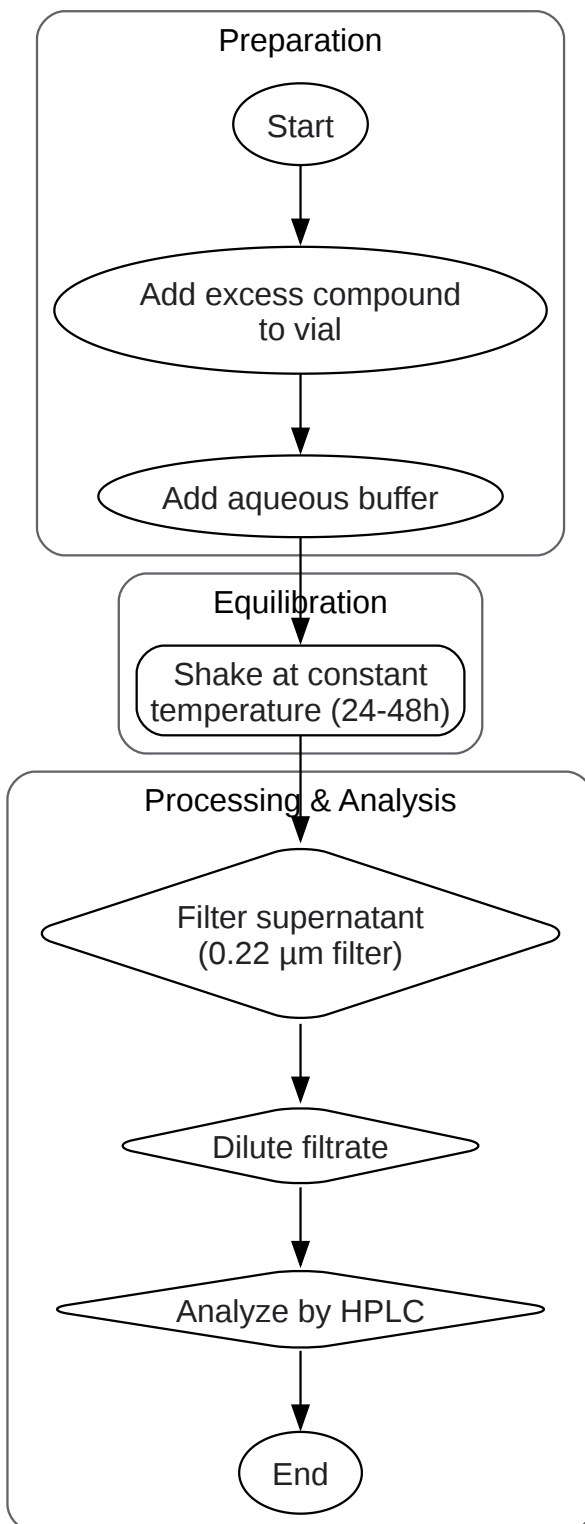 Preparation
Start
Add excess compound
to vial
Add aqueous buffer
Equilibration
Shake at constant
temperature (24-48h)
Processing & Analysis
Filter supernatant
(0.22 µm filter)
Dilute filtrate
Analyze by HPLC
End